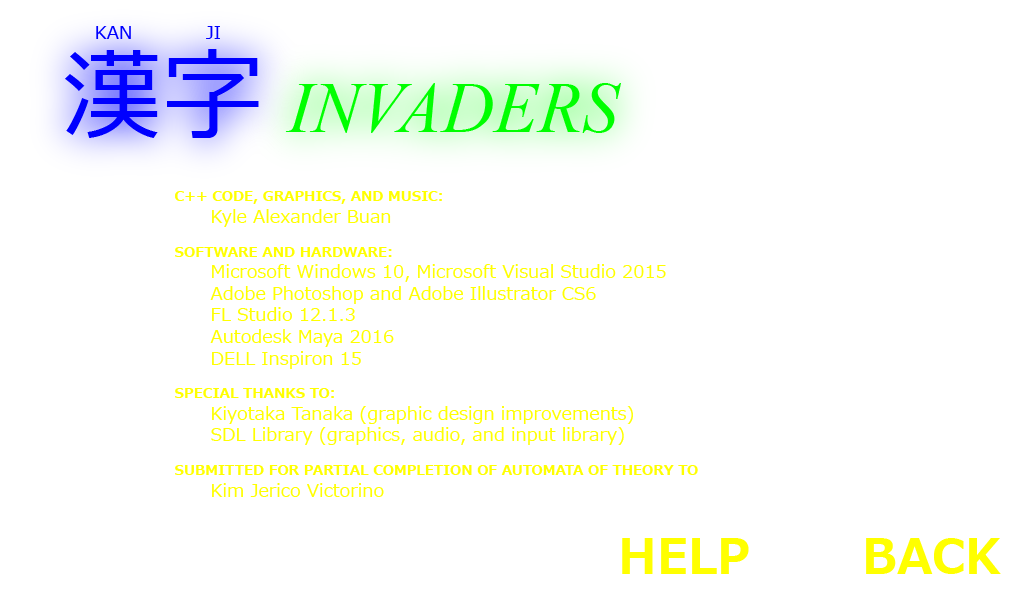 KAN JI
漢字 INVADERS
C++ CODE, GRAPHICS, AND MUSIC:
Kyle Alexander Buan
SOFTWARE AND HARDWARE:
Microsoft Windows 10, Microsoft Visual Studio 2015
Adobe Photoshop and Adobe Illustrator CS6
FL Studio 12.1.3
Autodesk Maya 2016
DELL Inspiron 15
SPECIAL THANKS TO:
Kiyotaka Tanaka (graphic design improvements)
SDL Library (graphics, audio, and input library)
SUBMITTED FOR PARTIAL COMPLETION OF AUTOMATA OF THEORY TO
Kim Jerico Victorino
HELP BACK